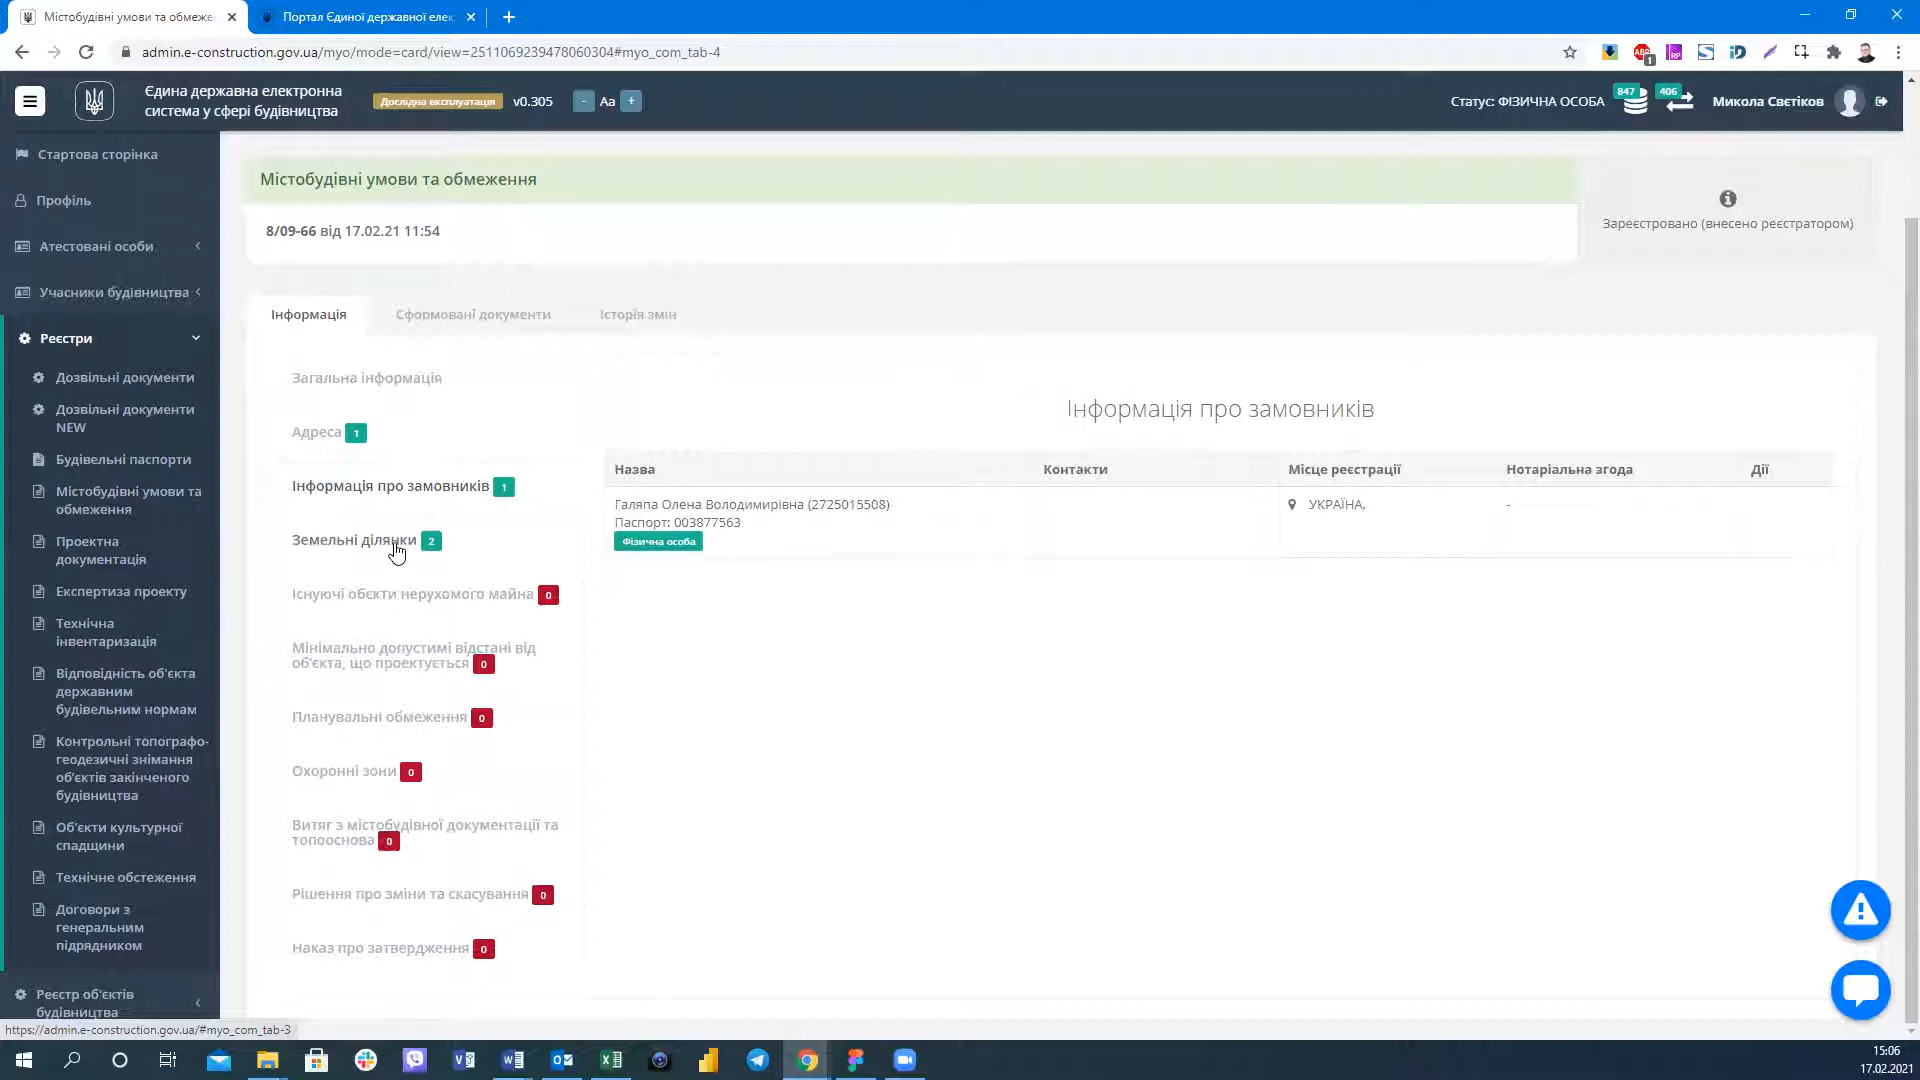 Містобудівні умови та обмеже
Портал Єдиної державної елек
admin.e-construction.gov.ua/myo/mode=card/view=2511069239478060304#myo_com_tab-4
Єдина державна електронна
система у сфері будівництва
Дослідна експлуатація
v0.305
- Aa +
Статус: ФІЗИЧНА ОСОБА
847
406
Микола Свєтіков
Стартова сторінка
Профіль
Атестовані особи
Учасники будівництва
Реєстри
Дозвільні документи
Дозвільні документи
NEW
Будівельні паспорти
Містобудівні умови та
обмеження
Проектна
документація
Експертиза проекту
Технічна
інвентаризація
Відповідність об'єкта
державним
будівельним нормам
Контрольні топографо-
геодезичні знімання
об'єктів закінченого
будівництва
Об'єкти культурної
спадщини
Технічне обстеження
Договори з
генеральним
підрядником
Реєстр об'єктів
будівництва
Містобудівні умови та обмеження
8/09-66 від 17.02.21 11:54
Зареєстровано (внесено реєстратором)
Інформація
Сформовані документи
Історія змін
Загальна інформація
Адреса 1
Інформація про замовників 1
Земельні ділянки 2
Існуючі обєкти нерухомого майна 0
Мінімально допустимі відстані від
об'єкта, що проектується 0
Планувальні обмеження 0
Охоронні зони 0
Витяг з містобудівної документації та
топооснова 0
Рішення про зміни та скасування 0
Наказ про затвердження 0
Інформація про замовників
Назва
Контакти
Місце реєстрації
Нотаріальна згода
Дії
Галяпа Олена Володимирівна (2725015508)
Паспорт: 003877563
Фізична особа
УКРАЇНА,
-
https://admin.e-construction.gov.ua/#myo_com_tab-3
15:06
17.02.2021